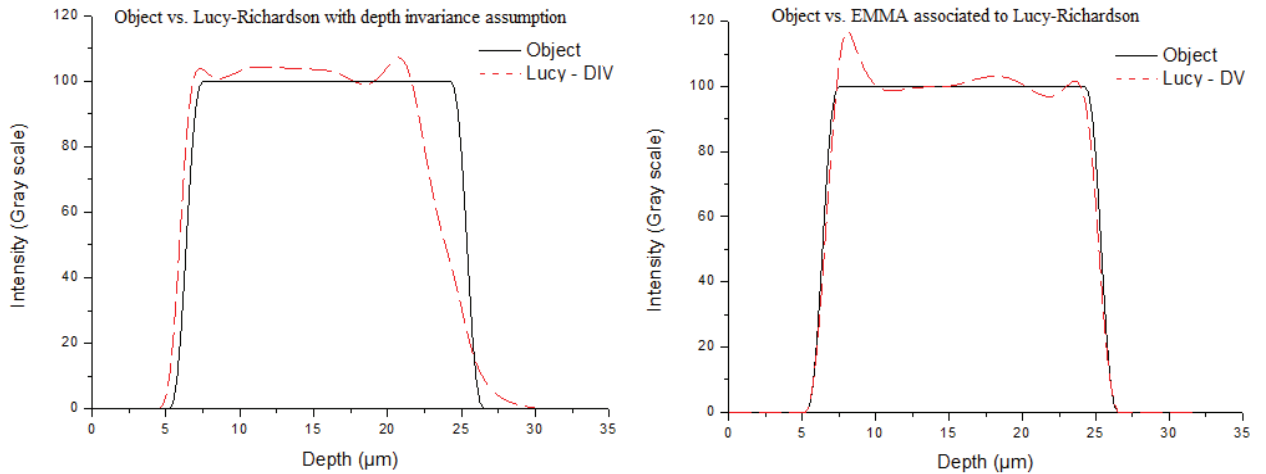 Object vs. Lucy-Richardson with depth invariance assumption
Object
Lucy - DIV
Intensity (Gray scale)
120
100
80
60
40
20
0
0 5 10 15 20 25 30 35
Depth (µm)
Object vs. EMMA associated to Lucy-Richardson
Object
Lucy - DV
Intensity (Gray scale)
120
100
80
60
40
20
0
0 5 10 15 20 25 30 35
Depth (µm)